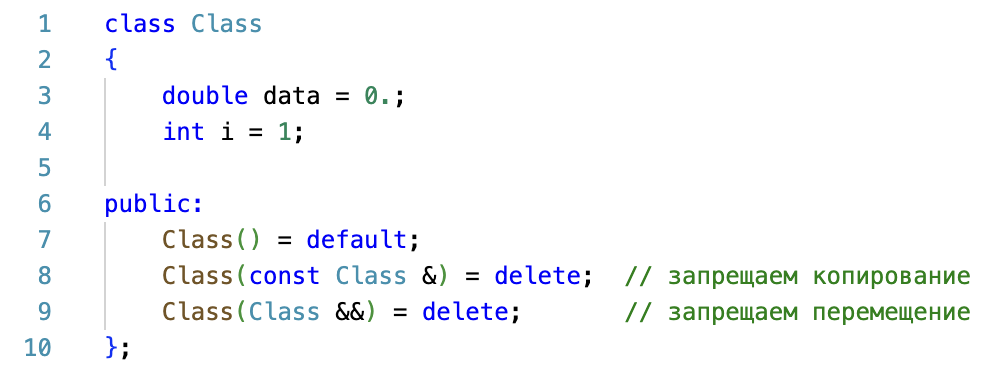 1 class Class
2 {
3     double data = 0.;
4     int i = 1;
5
6 public:
7     Class() = default;
8     Class(const Class &) = delete;  // запрещаем копирование
9     Class(Class &&) = delete;       // запрещаем перемещение
10 };